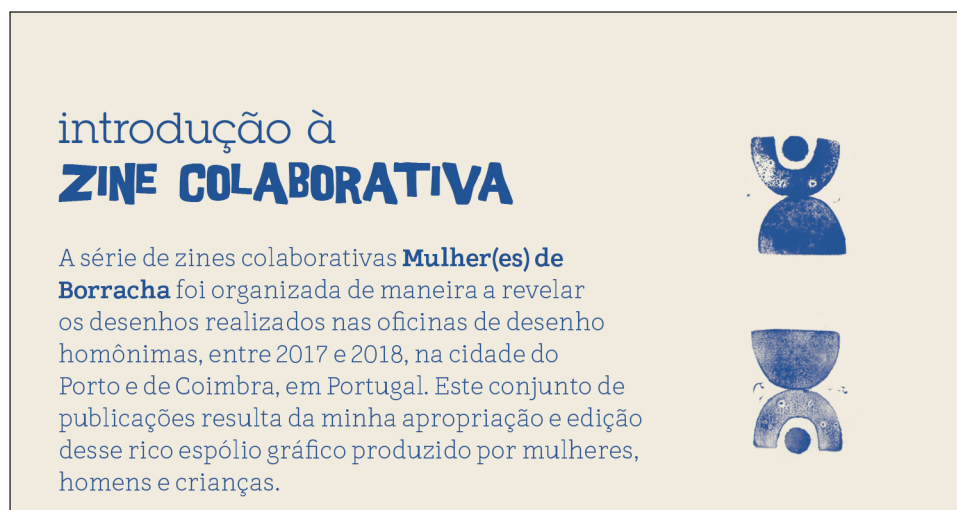 introdução à
ZINE COLABORATIVA
A série de zines colaborativas Mulher(es) de
Borracha foi organizada de maneira a revelar
os desenhos realizados nas oficinas de desenho
homônimas, entre 2017 e 2018, na cidade do
Porto e de Coimbra, em Portugal. Este conjunto de
publicações resulta da minha apropriação e edição
desse rico espólio gráfico produzido por mulheres,
homens e crianças.